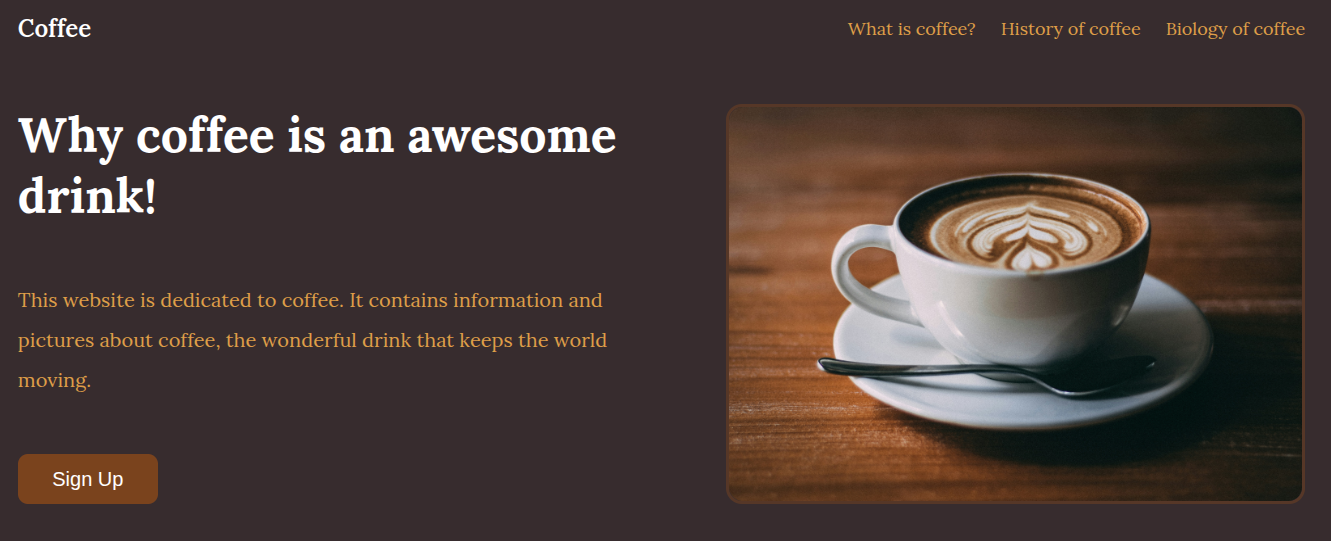 Coffee
What is coffee? History of coffee Biology of coffee
Why coffee is an awesome
drink!
This website is dedicated to coffee. It contains information and
pictures about coffee, the wonderful drink that keeps the world
moving.
Sign Up